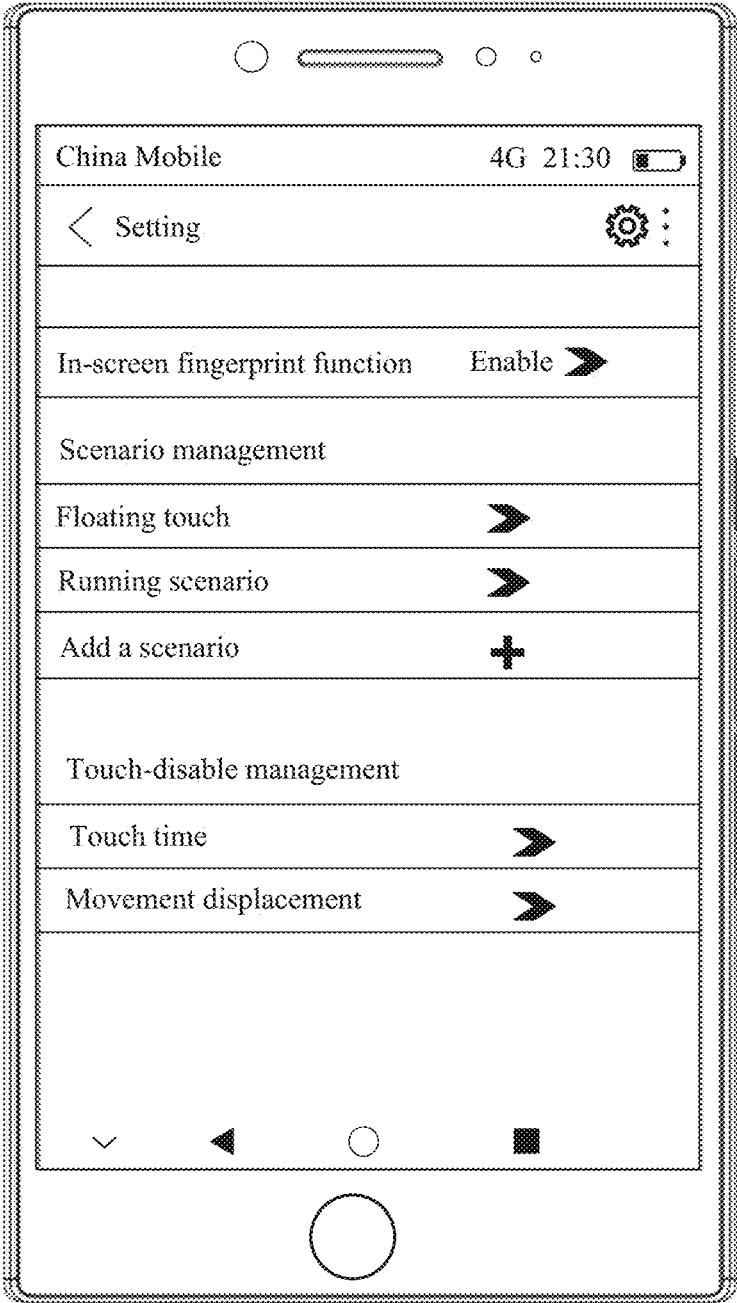 China Mobile 4G 21:30
Setting
In-screen fingerprint function Enable
Scenario management
Floating touch
Running scenario
Add a scenario
Touch-disable management
Touch time
Movement displacement